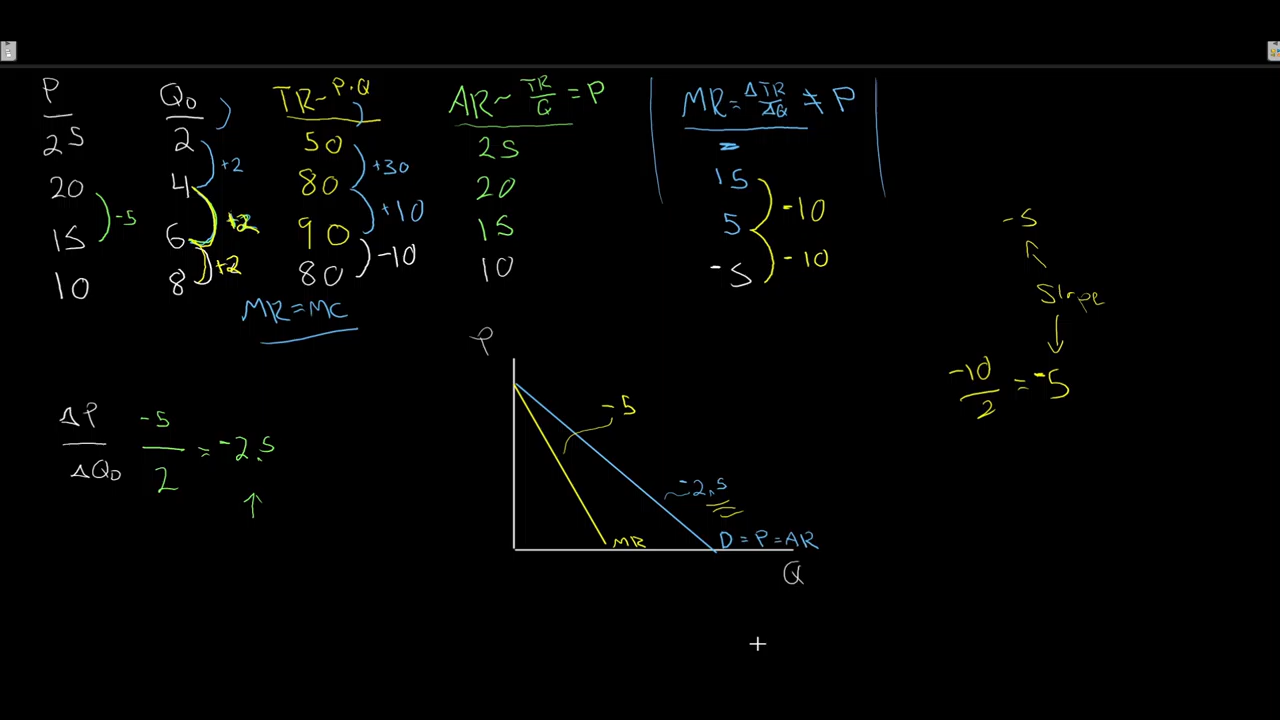 P Q_D TR ~ P·Q AR ~ TR/Q = P MR = ΔTR/ΔQ ≠ P
25 2 50 25 -
+2 +30
20 4 80 20 15
-5 +2 +10 -10
15 6 90 15 5
+2 -10 -10
10 8 80 10 -5
MR = MC
-5
Slope
-10/2 = -5
P
ΔP/ΔQ_D -5/2 = -2.5
-5
~ -2.5
MR D = P = AR
Q